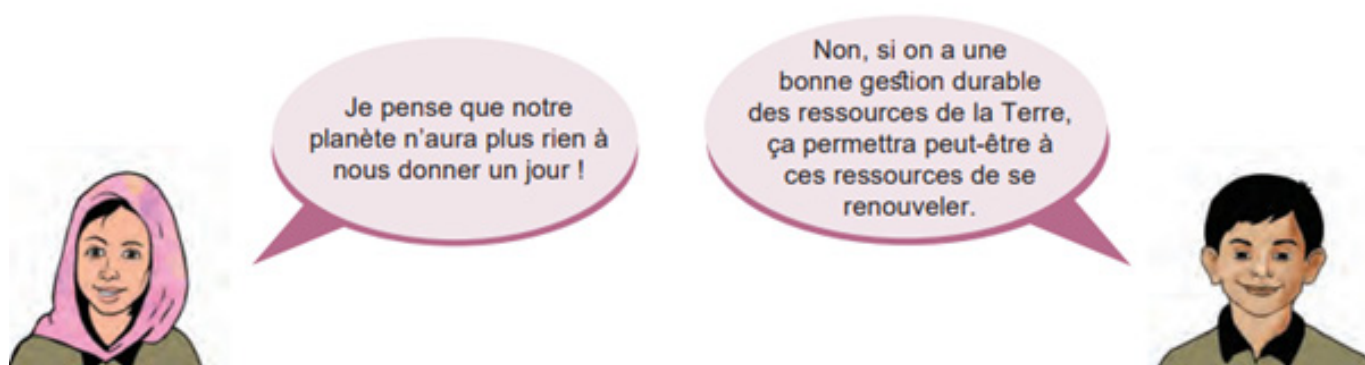 Je pense que notre
planète n'aura plus rien à
nous donner un jour !
Non, si on a une
bonne gestion durable
des ressources de la Terre,
ça permettra peut-être à
ces ressources de se
renouveler.